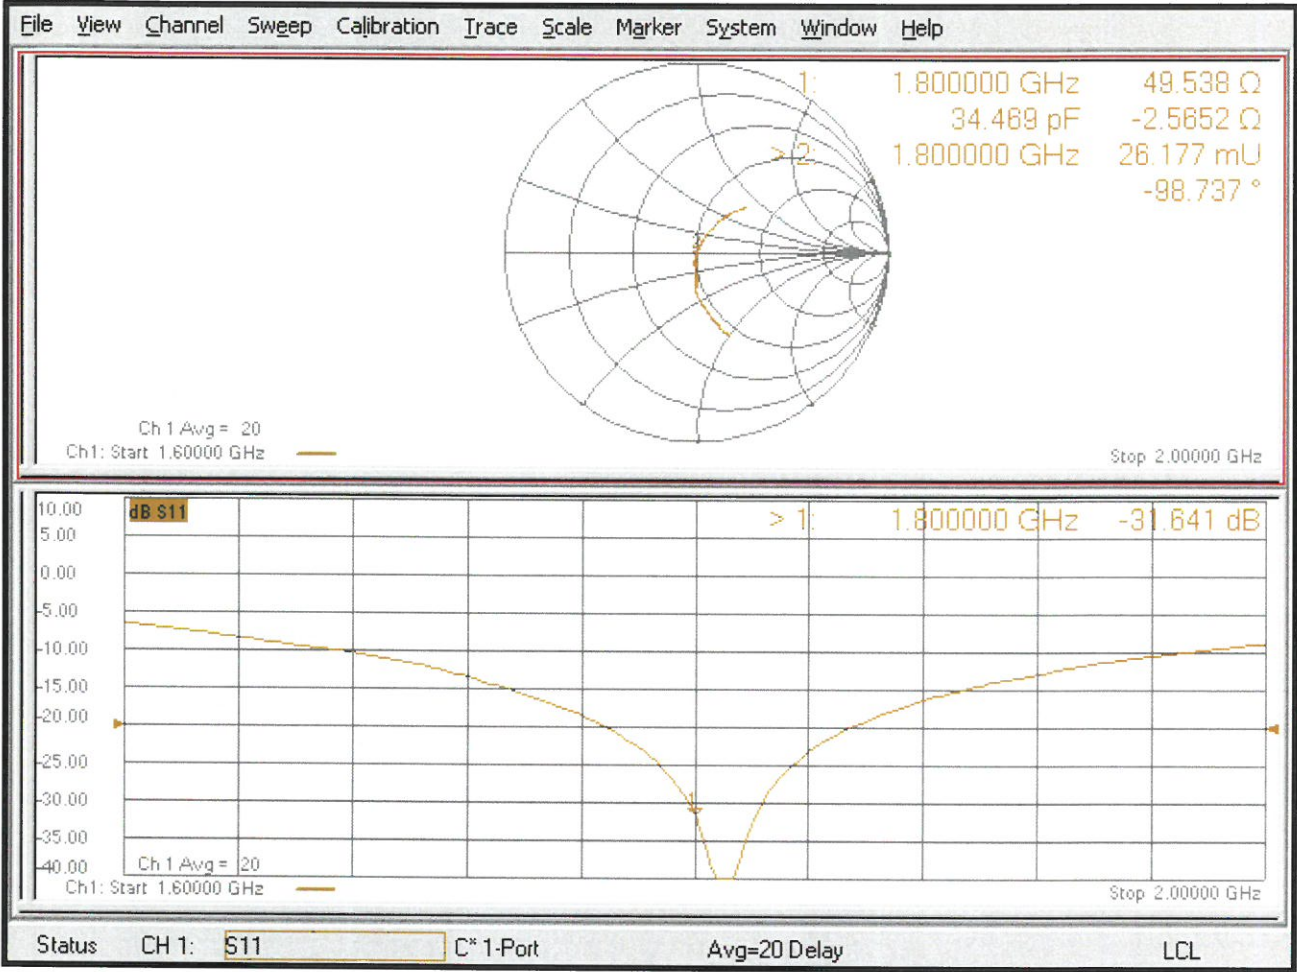 File View Channel Sweep Calibration Trace Scale Marker System Window Help
1: 1.800000 GHz 49.538 Ω
34.469 pF -2.5652 Ω
> 2: 1.800000 GHz 26.177 mU
-98.737 °
Ch 1 Avg = 20
Ch1: Start 1.60000 GHz
Stop 2.00000 GHz
10.00
dB S11
> 1: 1.800000 GHz -31.641 dB
5.00
0.00
-5.00
-10.00
-15.00
-20.00
-25.00
-30.00
1
-35.00
-40.00
Ch 1 Avg = 20
Ch1: Start 1.60000 GHz
Stop 2.00000 GHz
Status CH 1: S11 C* 1-Port Avg=20 Delay LCL